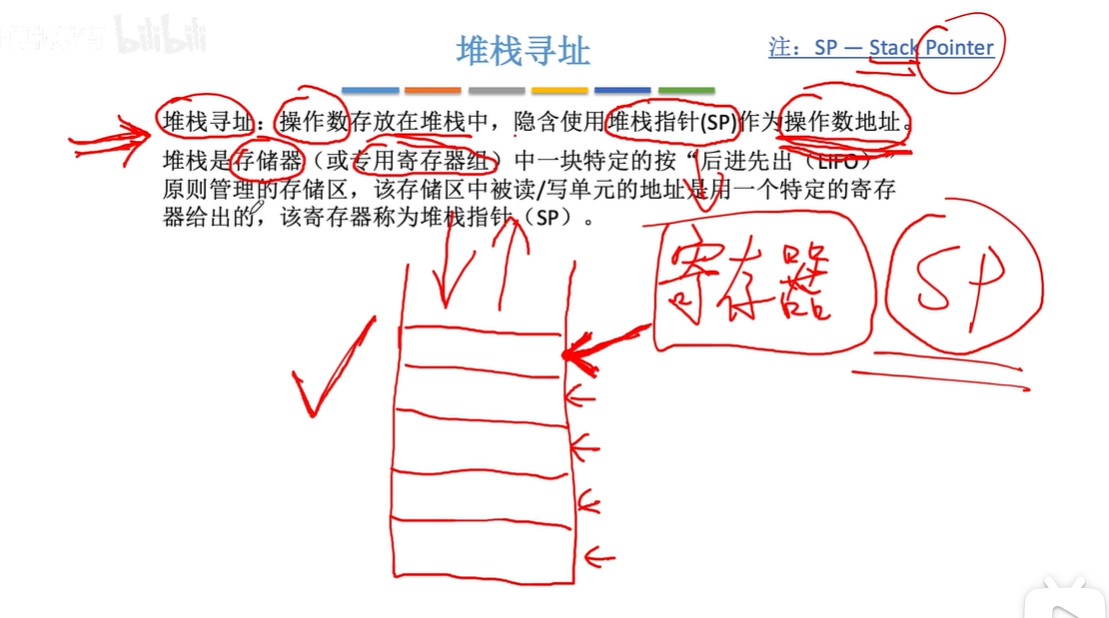 bilibili
堆栈寻址
注：SP — Stack Pointer
堆栈寻址：操作数存放在堆栈中，隐含使用堆栈指针(SP)作为操作数地址。
堆栈是存储器（或专用寄存器组）中一块特定的按“后进先出（LIFO）”
原则管理的存储区，该存储区中被读/写单元的地址是用一个特定的寄存
器给出的，该寄存器称为堆栈指针（SP）。
寄存器
SP